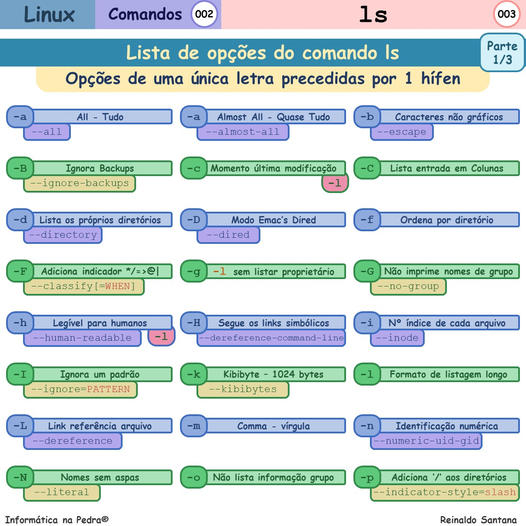 Linux Comandos 002 ls 003
Lista de opções do comando ls
Parte
1/3
Opções de uma única letra precedidas por 1 hífen
-a All - Tudo
--all
-a Almost All - Quase Tudo
--almost-all
-b Caracteres não gráficos
--escape
-B Ignora Backups
--ignore-backups
-c Momento última modificação
-l
-C Lista entrada em Colunas
-d Lista os próprios diretórios
--directory
-D Modo Emac's Dired
--dired
-f Ordena por diretório
-F Adiciona indicador */=>@|
--classify[=WHEN]
-g -l sem listar proprietário
-G Não imprime nomes de grupo
--no-group
-h Legível para humanos
--human-readable -l
-H Segue os links simbólicos
--dereference-command-line
-i Nº índice de cada arquivo
--inode
-I Ignora um padrão
--ignore=PATTERN
-k Kibibyte - 1024 bytes
--kibibytes
-l Formato de listagem longo
-L Link referência arquivo
--dereference
-m Comma - vírgula
-n Identificação numérica
--numeric-uid-gid
-N Nomes sem aspas
--literal
-o Não lista informação grupo
-p Adiciona '/' aos diretórios
--indicator-style=slash
Informática na Pedra® Reinaldo Santana